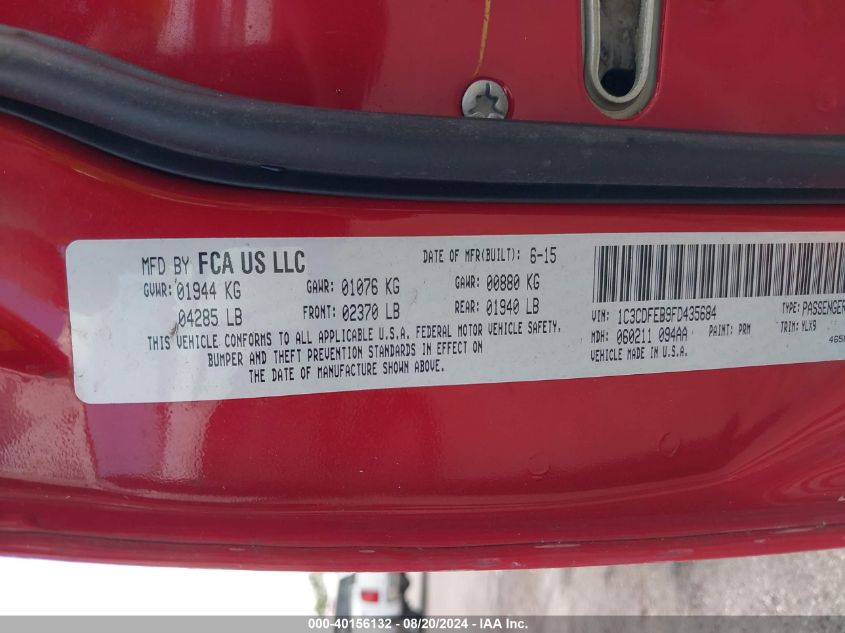 MFD BY FCA US LLC
DATE OF MFR(BUILT): 6-15
GVWR: 01944 KG
GAWR: 01076 KG
GAWR: 00880 KG
04285 LB
FRONT: 02370 LB
REAR: 01940 LB
THIS VEHICLE CONFORMS TO ALL APPLICABLE U.S.A. FEDERAL MOTOR VEHICLE SAFETY,
BUMPER AND THEFT PREVENTION STANDARDS IN EFFECT ON
THE DATE OF MANUFACTURE SHOWN ABOVE.
VIN: 1C3CDFEB9FD435684
TYPE: PASSENGER
MDH: 060211 094AA
PAINT: PRM
TRIM: YLX9
VEHICLE MADE IN U.S.A.
000-40156132 - 08/20/2024 - IAA Inc.